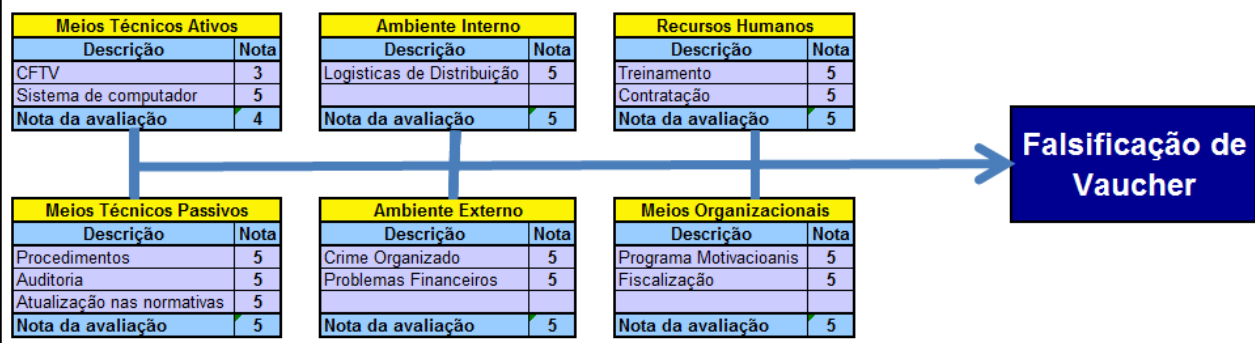 Meios Técnicos Ativos
Descrição Nota
CFTV 3
Sistema de computador 5
Nota da avaliação 4
Ambiente Interno
Descrição Nota
Logisticas de Distribuição 5
Nota da avaliação 5
Recursos Humanos
Descrição Nota
Treinamento 5
Contratação 5
Nota da avaliação 5
Falsificação de
Vaucher
Meios Técnicos Passivos
Descrição Nota
Procedimentos 5
Auditoria 5
Atualização nas normativas 5
Nota da avaliação 5
Ambiente Externo
Descrição Nota
Crime Organizado 5
Problemas Financeiros 5
Nota da avaliação 5
Meios Organizacionais
Descrição Nota
Programa Motivacioanis 5
Fiscalização 5
Nota da avaliação 5